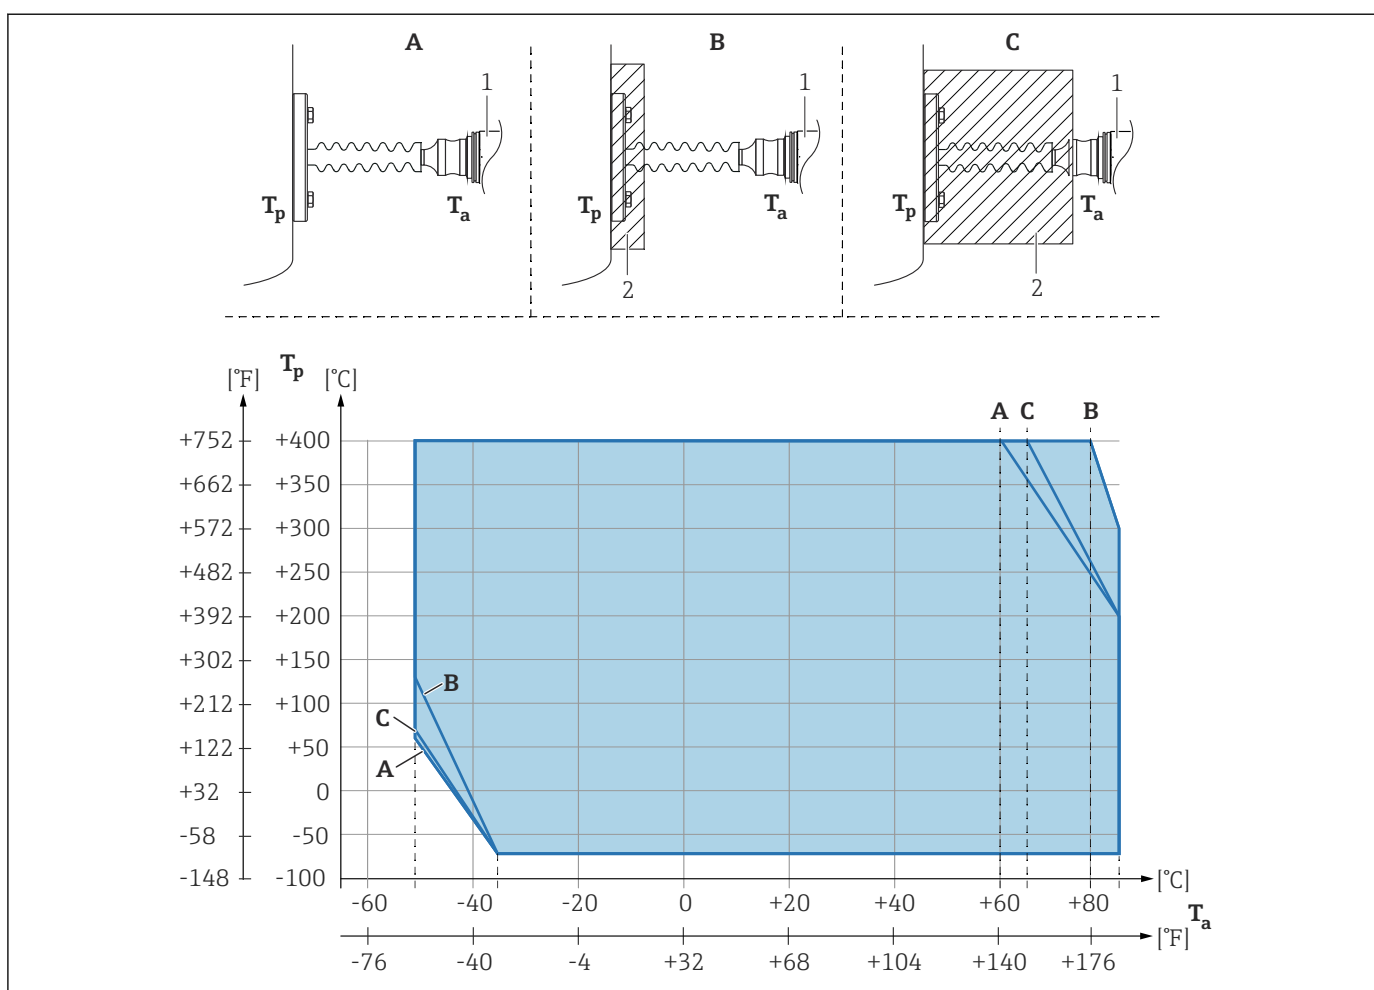 A B C
1 1 1
Tp Ta Tp Ta Tp Ta
2 2
Tp
[°F] [°C]
A C B
+752 +400
+662 +350
+572 +300
+482 +250
+392 +200
+302 +150
+212 +100
+122 +50
+32 0
-58 -50
-148 -100
B
C
A
[°C]
-60 -40 -20 0 +20 +40 +60 +80
Ta
[°F]
-76 -40 -4 +32 +68 +104 +140 +176